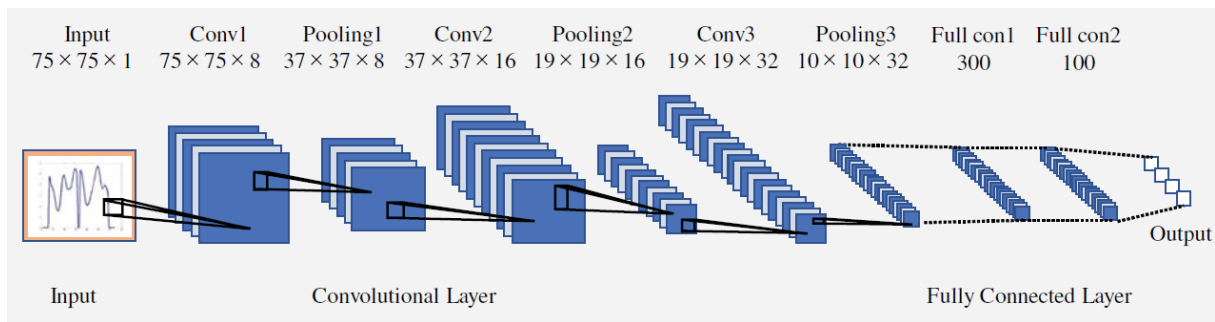 Input Conv1 Pooling1 Conv2 Pooling2 Conv3 Pooling3 Full con1 Full con2
75 × 75 × 1 75 × 75 × 8 37 × 37 × 8 37 × 37 × 16 19 × 19 × 16 19 × 19 × 32 10 × 10 × 32 300 100
Output
Input Convolutional Layer Fully Connected Layer